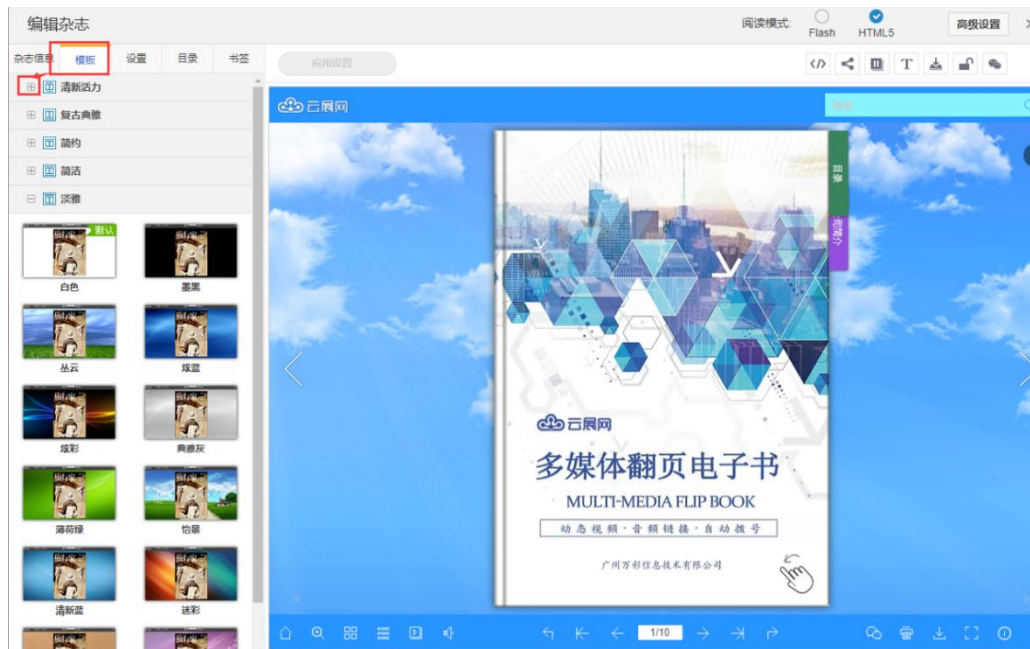 编辑杂志
阅读模式:
Flash
HTML5
高级设置
杂志信息
模板
设置
目录
书签
应用设置
清新活力
复古典雅
简约
简洁
淡雅
默认
白色
墨黑
丛云
炫蓝
炫彩
典雅灰
薄荷绿
怡景
清新蓝
迷彩
云展网
搜索
目录
云展网
多媒体翻页电子书
MULTI-MEDIA FLIP BOOK
动态视频·音频链接·自动拨号
广州万彩信息技术有限公司
1/10